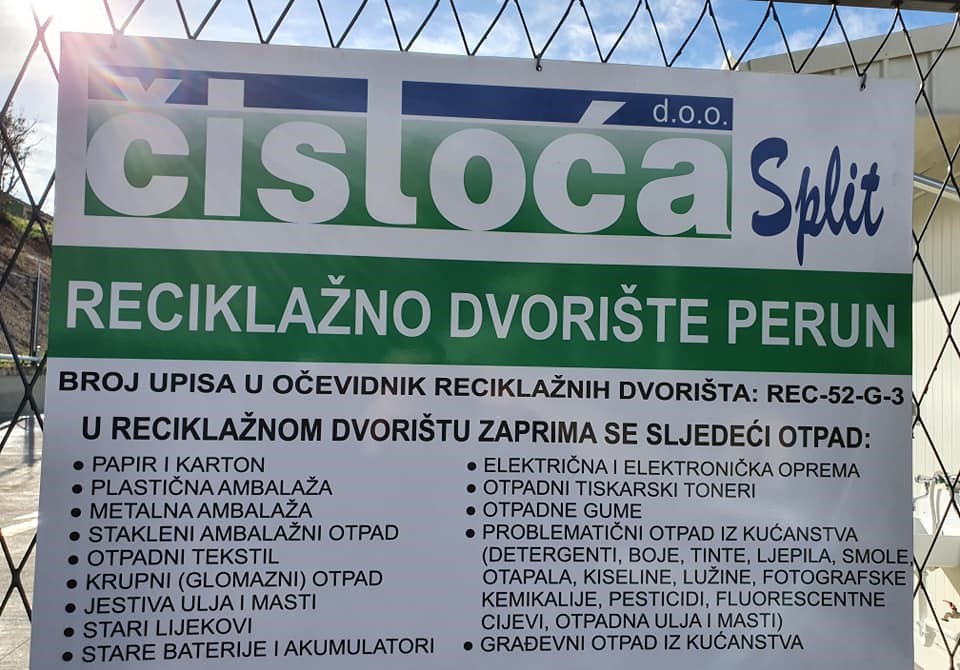 čistoća d.o.o. Split
RECIKLAŽNO DVORIŠTE PERUN
BROJ UPISA U OČEVIDNIK RECIKLAŽNIH DVORIŠTA: REC-52-G-3
U RECIKLAŽNOM DVORIŠTU ZAPRIMA SE SLJEDEĆI OTPAD:
• PAPIR I KARTON
• PLASTIČNA AMBALAŽA
• METALNA AMBALAŽA
• STAKLENI AMBALAŽNI OTPAD
• OTPADNI TEKSTIL
• KRUPNI (GLOMAZNI) OTPAD
• JESTIVA ULJA I MASTI
• STARI LIJEKOVI
• STARE BATERIJE I AKUMULATORI
• ELEKTRIČNA I ELEKTRONIČKA OPREMA
• OTPADNI TISKARSKI TONERI
• OTPADNE GUME
• PROBLEMATIČNI OTPAD IZ KUĆANSTVA
(DETERGENTI, BOJE, TINTE, LJEPILA, SMOLE,
OTAPALA, KISELINE, LUŽINE, FOTOGRAFSKE
KEMIKALIJE, PESTICIDI, FLUORESCENTNE
CIJEVI, OTPADNA ULJA I MASTI)
• GRAĐEVNI OTPAD IZ KUĆANSTVA